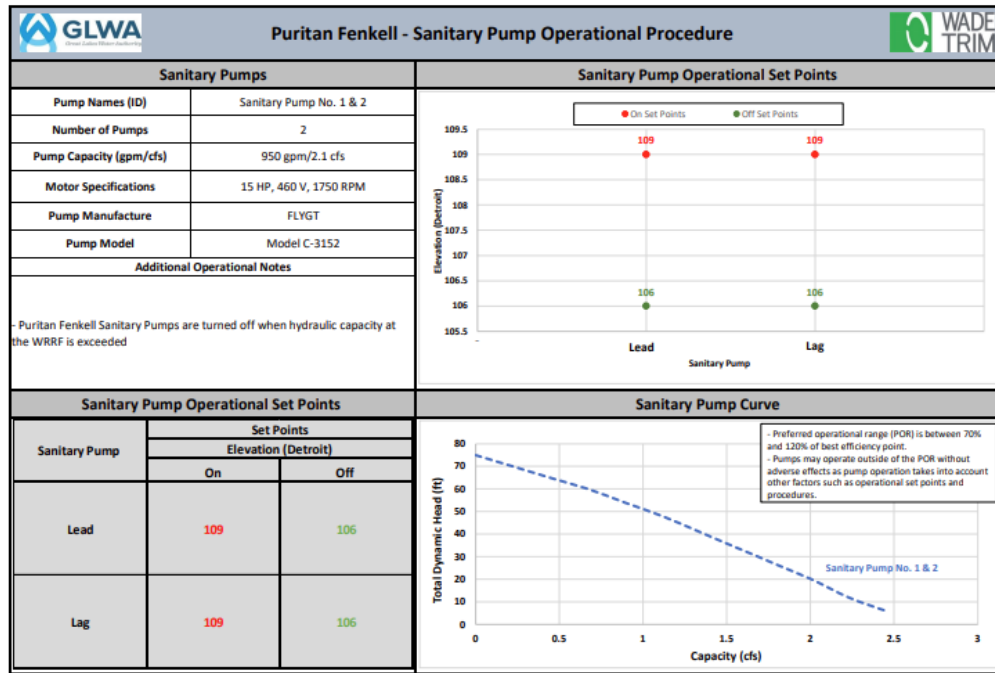 GLWA
Great Lakes Water Authority
Puritan Fenkell - Sanitary Pump Operational Procedure
WADE
TRIM
Sanitary Pumps
Pump Names (ID) Sanitary Pump No. 1 & 2
Number of Pumps 2
Pump Capacity (gpm/cfs) 950 gpm/2.1 cfs
Motor Specifications 15 HP, 460 V, 1750 RPM
Pump Manufacture FLYGT
Pump Model Model C-3152
Additional Operational Notes
- Puritan Fenkell Sanitary Pumps are turned off when hydraulic capacity at
the WRRF is exceeded
Sanitary Pump Operational Set Points
On Set Points Off Set Points
Elevation (Detroit)
109.5
109
108.5
108
107.5
107
106.5
106
105.5
109 109
106 106
-
Lead Lag
Sanitary Pump
Sanitary Pump Operational Set Points
Sanitary Pump
Set Points
Elevation (Detroit)
On Off
Lead 109 106
Lag 109 106
Sanitary Pump Curve
- Preferred operational range (POR) is between 70%
and 120% of best efficiency point.
- Pumps may operate outside of the POR without
adverse effects as pump operation takes into account
other factors such as operational set points and
procedures.
Total Dynamic Head (ft)
80
70
60
50
40
30
20
10
0
Sanitary Pump No. 1 & 2
0 0.5 1 1.5 2 2.5 3
Capacity (cfs)